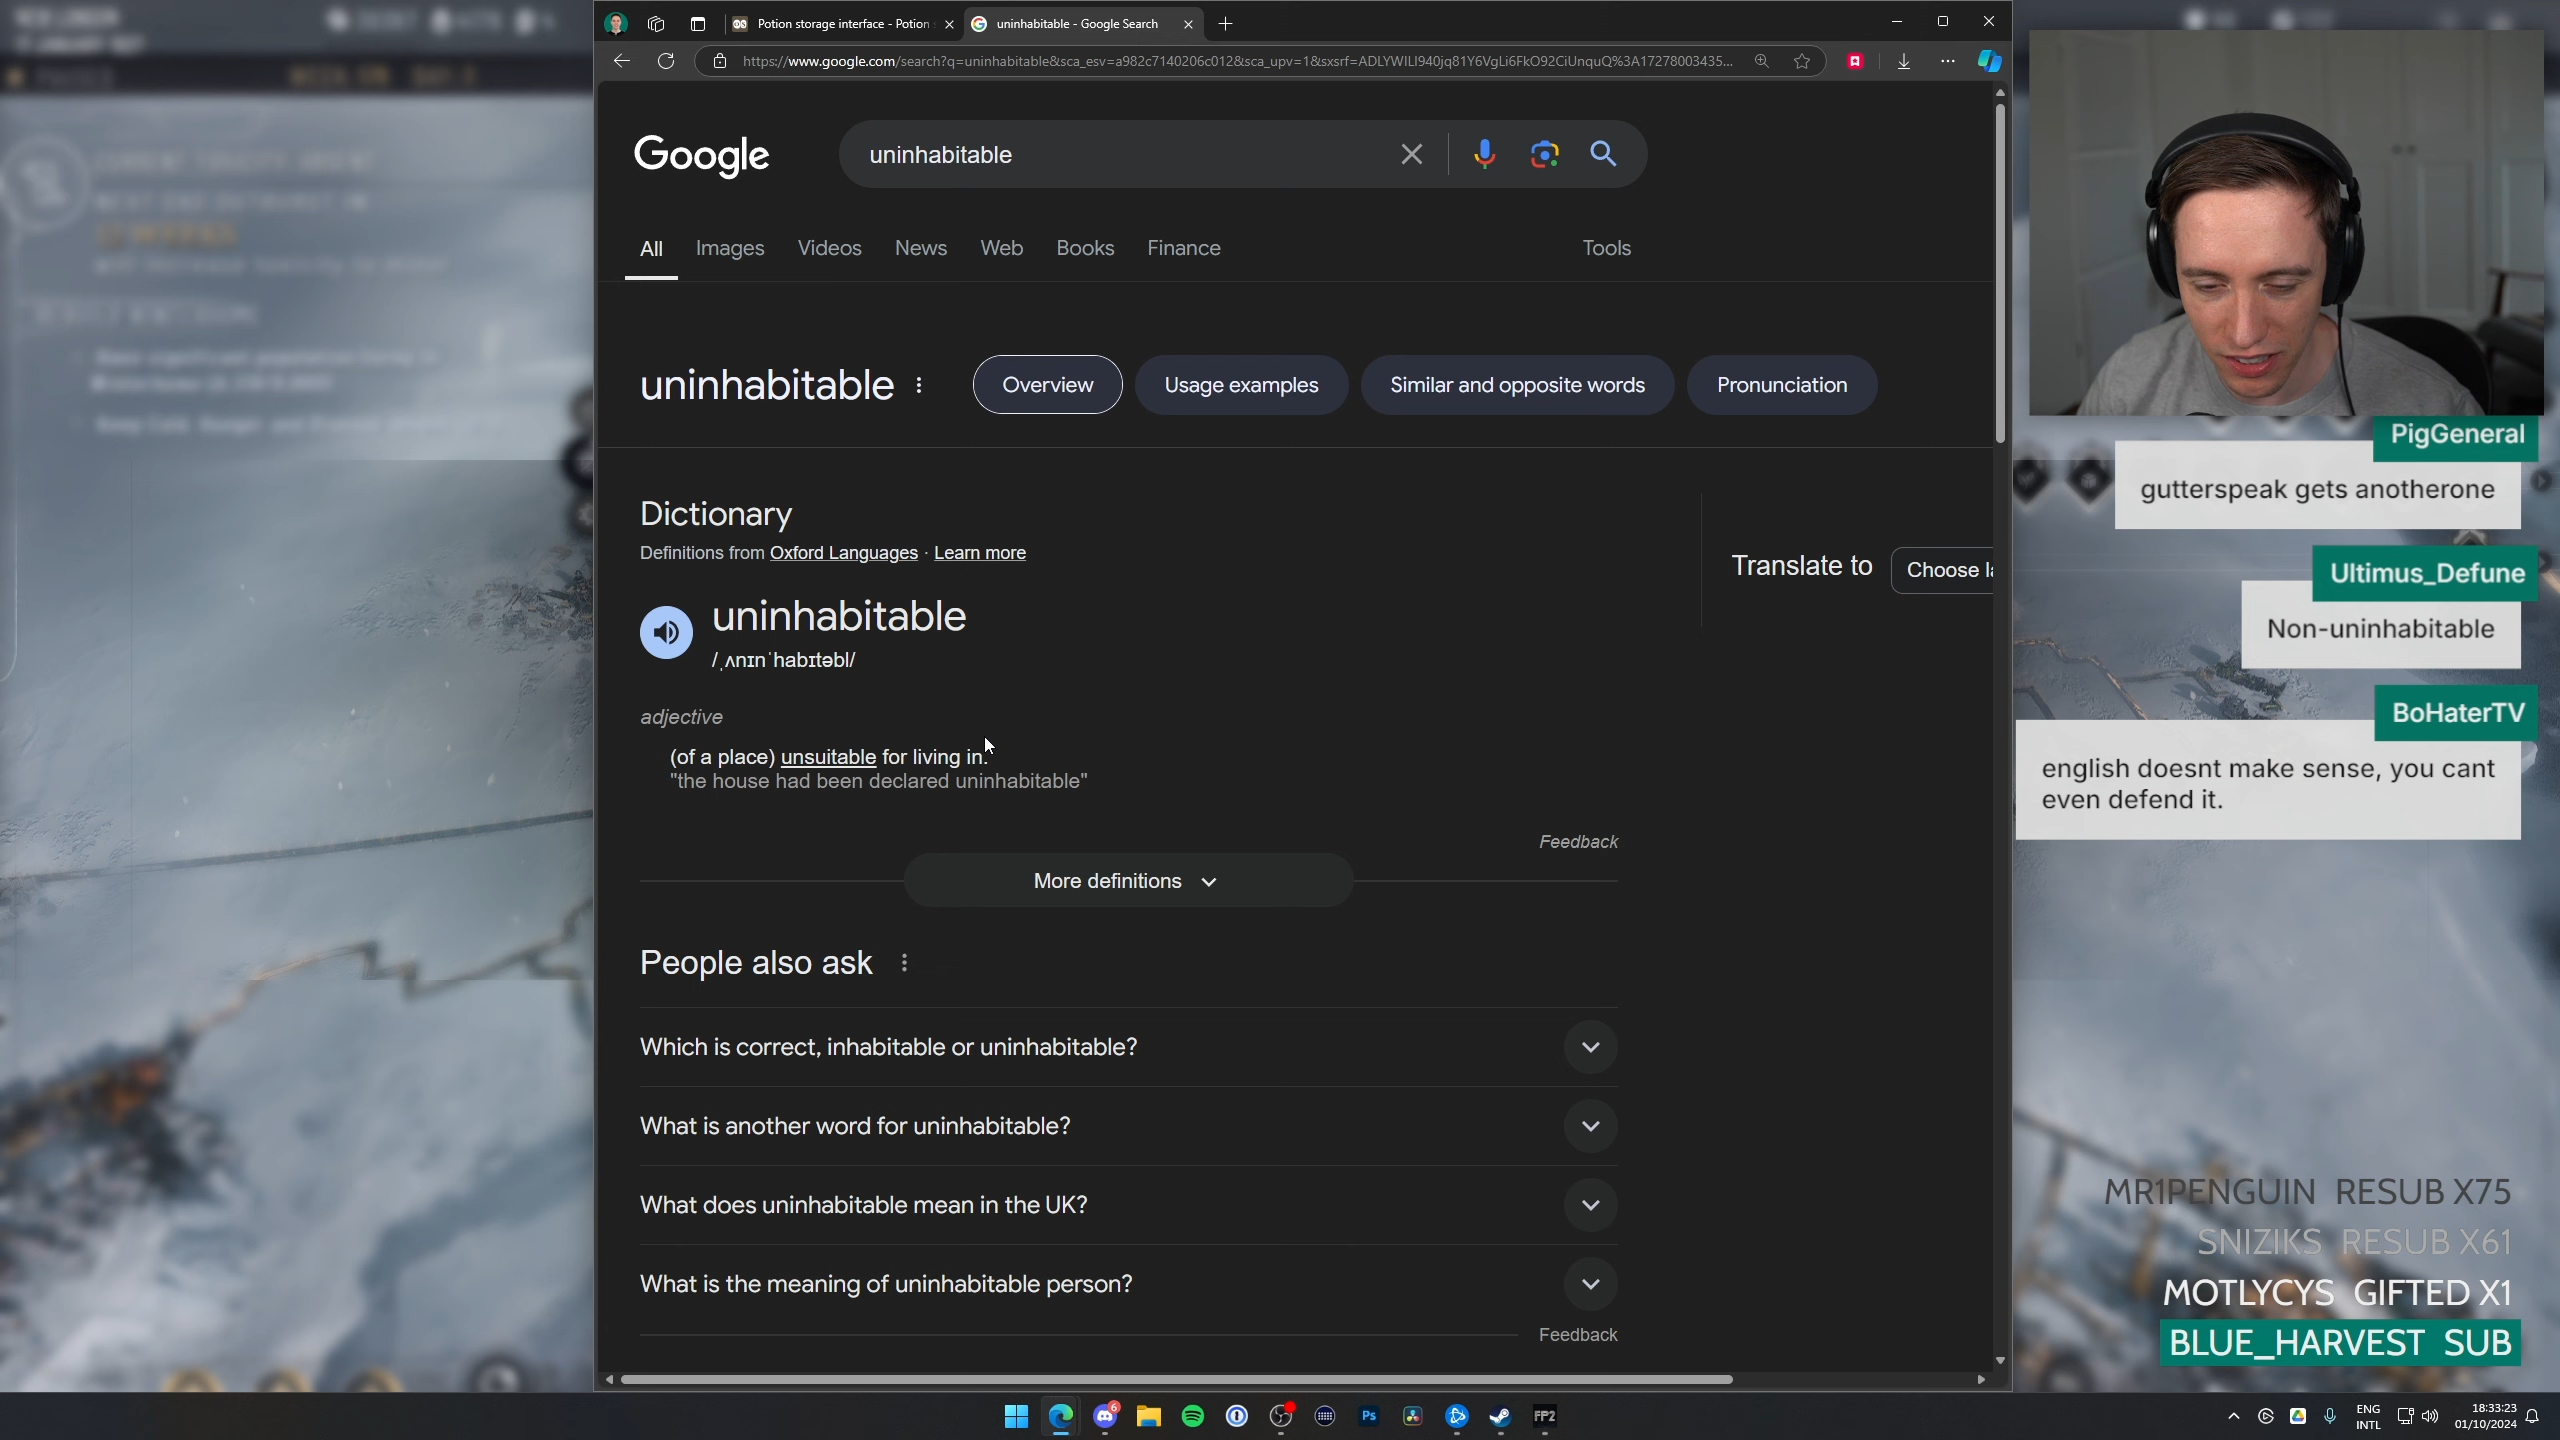 Potion storage interface - Potion
uninhabitable - Google Search
https://www.google.com/search?q=uninhabitable&sca_esv=a982c7140206c012&sca_upv=1&sxsrf=ADLYWILI940jq81Y6VgLi6FkO92CiUnquQ%3A17278003435...
Google
uninhabitable
All
Images
Videos
News
Web
Books
Finance
Tools
uninhabitable
Overview
Usage examples
Similar and opposite words
Pronunciation
Dictionary
Definitions from Oxford Languages · Learn more
Translate to
Choose la
uninhabitable
/ˌʌnɪnˈhabɪtəbl/
adjective
(of a place) unsuitable for living in.
"the house had been declared uninhabitable"
Feedback
More definitions
People also ask
Which is correct, inhabitable or uninhabitable?
What is another word for uninhabitable?
What does uninhabitable mean in the UK?
What is the meaning of uninhabitable person?
Feedback
PigGeneral
gutterspeak gets anotherone
Ultimus_Defune
Non-uninhabitable
BoHaterTV
english doesnt make sense, you cant
even defend it.
MR1PENGUIN RESUB X75
SNIZIKS RESUB X61
MOTLYCYS GIFTED X1
BLUE_HARVEST SUB
6
Ps
FP2
ENG
INTL
18:33:23
01/10/2024